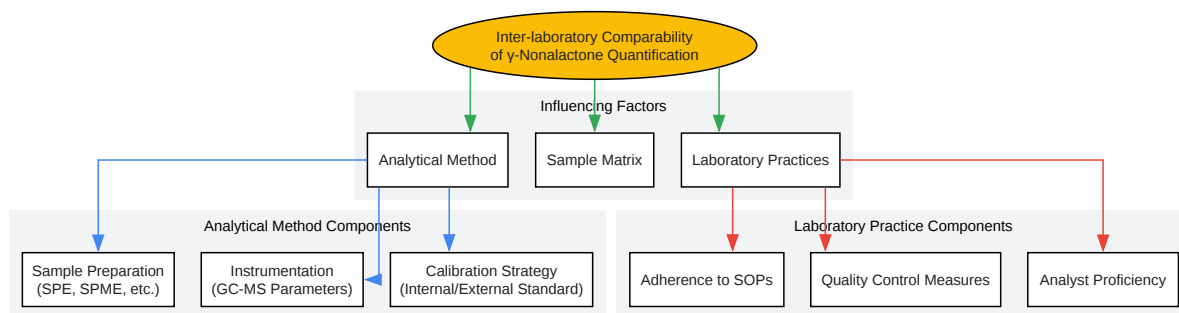 Inter-laboratory Comparability
of γ-Nonalactone Quantification
Influencing Factors
Analytical Method
Sample Matrix
Laboratory Practices
Analytical Method Components
Laboratory Practice Components
Sample Preparation
(SPE, SPME, etc.)
Instrumentation
(GC-MS Parameters)
Calibration Strategy
(Internal/External Standard)
Adherence to SOPs
Quality Control Measures
Analyst Proficiency